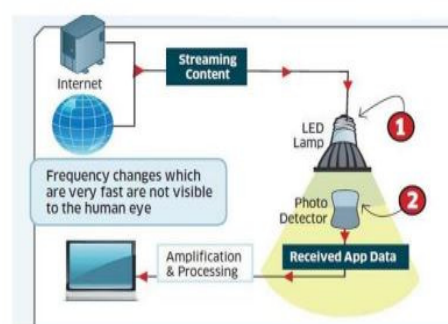 Streaming
Content
Internet
LED
Lamp
1
Frequency changes which
are very fast are not visible
to the human eye
Photo
Detector
2
Amplification
& Processing
Received App Data